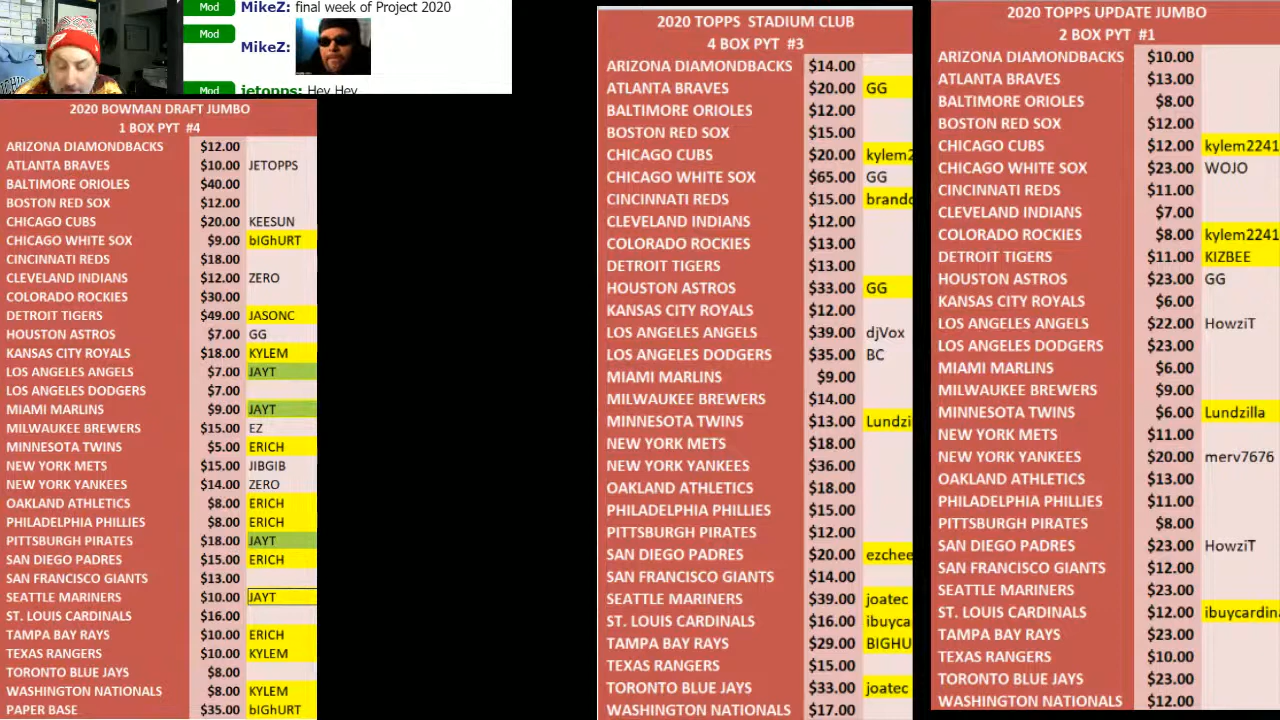 Mod MikeZ: final week of Project 2020
Mod MikeZ:
Mod jetopps: Hey Hey
2020 BOWMAN DRAFT JUMBO
1 BOX PYT #4
ARIZONA DIAMONDBACKS $12.00
ATLANTA BRAVES $10.00 JETOPPS
BALTIMORE ORIOLES $40.00
BOSTON RED SOX $12.00
CHICAGO CUBS $20.00 KEESUN
CHICAGO WHITE SOX $9.00 bIGhURT
CINCINNATI REDS $18.00
CLEVELAND INDIANS $12.00 ZERO
COLORADO ROCKIES $30.00
DETROIT TIGERS $49.00 JASONC
HOUSTON ASTROS $7.00 GG
KANSAS CITY ROYALS $18.00 KYLEM
LOS ANGELES ANGELS $7.00 JAYT
LOS ANGELES DODGERS $7.00
MIAMI MARLINS $9.00 JAYT
MILWAUKEE BREWERS $15.00 EZ
MINNESOTA TWINS $5.00 ERICH
NEW YORK METS $15.00 JIBGIB
NEW YORK YANKEES $14.00 ZERO
OAKLAND ATHLETICS $8.00 ERICH
PHILADELPHIA PHILLIES $8.00 ERICH
PITTSBURGH PIRATES $18.00 JAYT
SAN DIEGO PADRES $15.00 ERICH
SAN FRANCISCO GIANTS $13.00
SEATTLE MARINERS $10.00 JAYT
ST. LOUIS CARDINALS $16.00
TAMPA BAY RAYS $10.00 ERICH
TEXAS RANGERS $10.00 KYLEM
TORONTO BLUE JAYS $8.00
WASHINGTON NATIONALS $8.00 KYLEM
PAPER BASE $35.00 bIGhURT
2020 TOPPS STADIUM CLUB
4 BOX PYT #3
ARIZONA DIAMONDBACKS $14.00
ATLANTA BRAVES $20.00 GG
BALTIMORE ORIOLES $12.00
BOSTON RED SOX $15.00
CHICAGO CUBS $20.00 kylem2
CHICAGO WHITE SOX $65.00 GG
CINCINNATI REDS $15.00 brando
CLEVELAND INDIANS $12.00
COLORADO ROCKIES $13.00
DETROIT TIGERS $13.00
HOUSTON ASTROS $33.00 GG
KANSAS CITY ROYALS $12.00
LOS ANGELES ANGELS $39.00 djVox
LOS ANGELES DODGERS $35.00 BC
MIAMI MARLINS $9.00
MILWAUKEE BREWERS $14.00
MINNESOTA TWINS $13.00 Lundzi
NEW YORK METS $18.00
NEW YORK YANKEES $36.00
OAKLAND ATHLETICS $18.00
PHILADELPHIA PHILLIES $15.00
PITTSBURGH PIRATES $12.00
SAN DIEGO PADRES $20.00 ezchee
SAN FRANCISCO GIANTS $14.00
SEATTLE MARINERS $39.00 joatec
ST. LOUIS CARDINALS $16.00 ibuyca
TAMPA BAY RAYS $29.00 BIGHU
TEXAS RANGERS $15.00
TORONTO BLUE JAYS $33.00 joatec
WASHINGTON NATIONALS $17.00
2020 TOPPS UPDATE JUMBO
2 BOX PYT #1
ARIZONA DIAMONDBACKS $10.00
ATLANTA BRAVES $13.00
BALTIMORE ORIOLES $8.00
BOSTON RED SOX $12.00
CHICAGO CUBS $12.00 kylem2241
CHICAGO WHITE SOX $23.00 WOJO
CINCINNATI REDS $11.00
CLEVELAND INDIANS $7.00
COLORADO ROCKIES $8.00 kylem2241
DETROIT TIGERS $11.00 KIZBEE
HOUSTON ASTROS $23.00 GG
KANSAS CITY ROYALS $6.00
LOS ANGELES ANGELS $22.00 HowziT
LOS ANGELES DODGERS $23.00
MIAMI MARLINS $6.00
MILWAUKEE BREWERS $9.00
MINNESOTA TWINS $6.00 Lundzilla
NEW YORK METS $11.00
NEW YORK YANKEES $20.00 merv7676
OAKLAND ATHLETICS $13.00
PHILADELPHIA PHILLIES $11.00
PITTSBURGH PIRATES $8.00
SAN DIEGO PADRES $23.00 HowziT
SAN FRANCISCO GIANTS $12.00
SEATTLE MARINERS $23.00
ST. LOUIS CARDINALS $12.00 ibuycardin
TAMPA BAY RAYS $23.00
TEXAS RANGERS $10.00
TORONTO BLUE JAYS $23.00
WASHINGTON NATIONALS $12.00